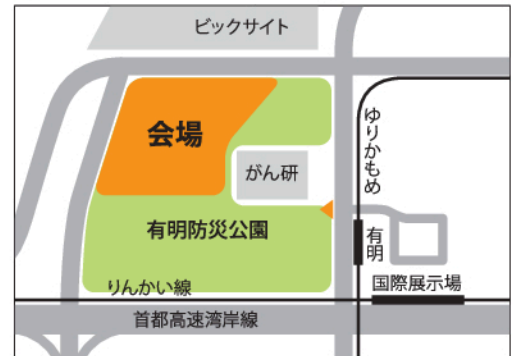 ビックサイト
会場
がん研
ゆりかもめ
有明防災公園
有明
りんかい線
国際展示場
首都高速湾岸線